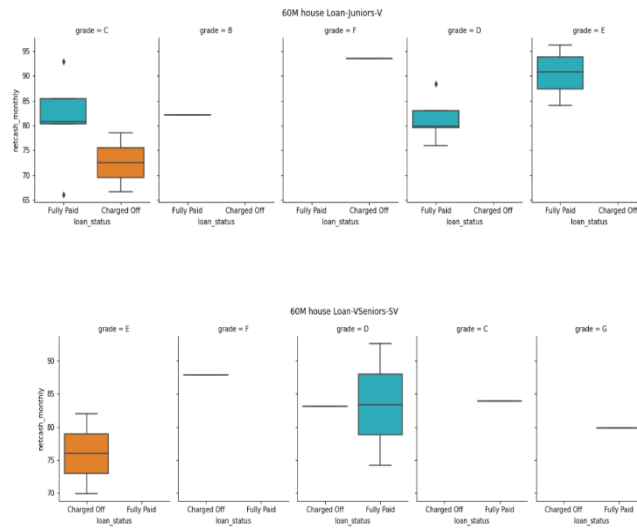 60M house Loan-Juniors-V
grade = C grade = B grade = F grade = D grade = E
95
90
85
80
75
70
65
netcash_monthly
Fully Paid Charged Off Fully Paid Charged Off Fully Paid Charged Off Fully Paid Charged Off Fully Paid Charged Off
loan_status loan_status loan_status loan_status loan_status
60M house Loan-VSeniors-SV
grade = E grade = F grade = D grade = C grade = G
90
85
80
75
70
netcash_monthly
Charged Off Fully Paid Charged Off Fully Paid Charged Off Fully Paid Charged Off Fully Paid Charged Off Fully Paid
loan_status loan_status loan_status loan_status loan_status